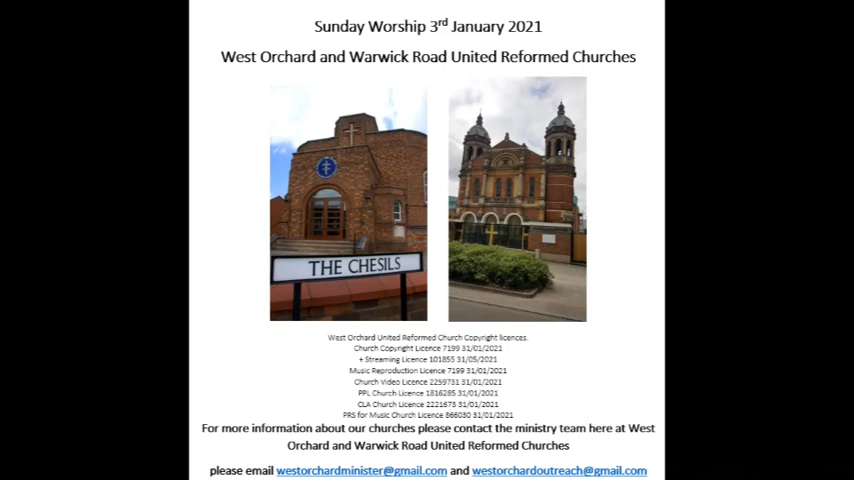 Sunday Worship 3rd January 2021
West Orchard and Warwick Road United Reformed Churches
THE CHESILS
West Orchard United Reformed Church Copyright licences.
Church Copyright Licence 7199 31/01/2021
+ Streaming Licence 101855 31/05/2021
Music Reproduction Licence 7199 31/01/2021
Church Video Licence 2259731 31/01/2021
PPL Church Licence 1816285 31/01/2021
CLA Church Licence 2221673 31/01/2021
PRS for Music Church Licence 866030 31/01/2021
For more information about our churches please contact the ministry team here at West
Orchard and Warwick Road United Reformed Churches
please email westorchardminister@gmail.com and westorchardoutreach@gmail.com